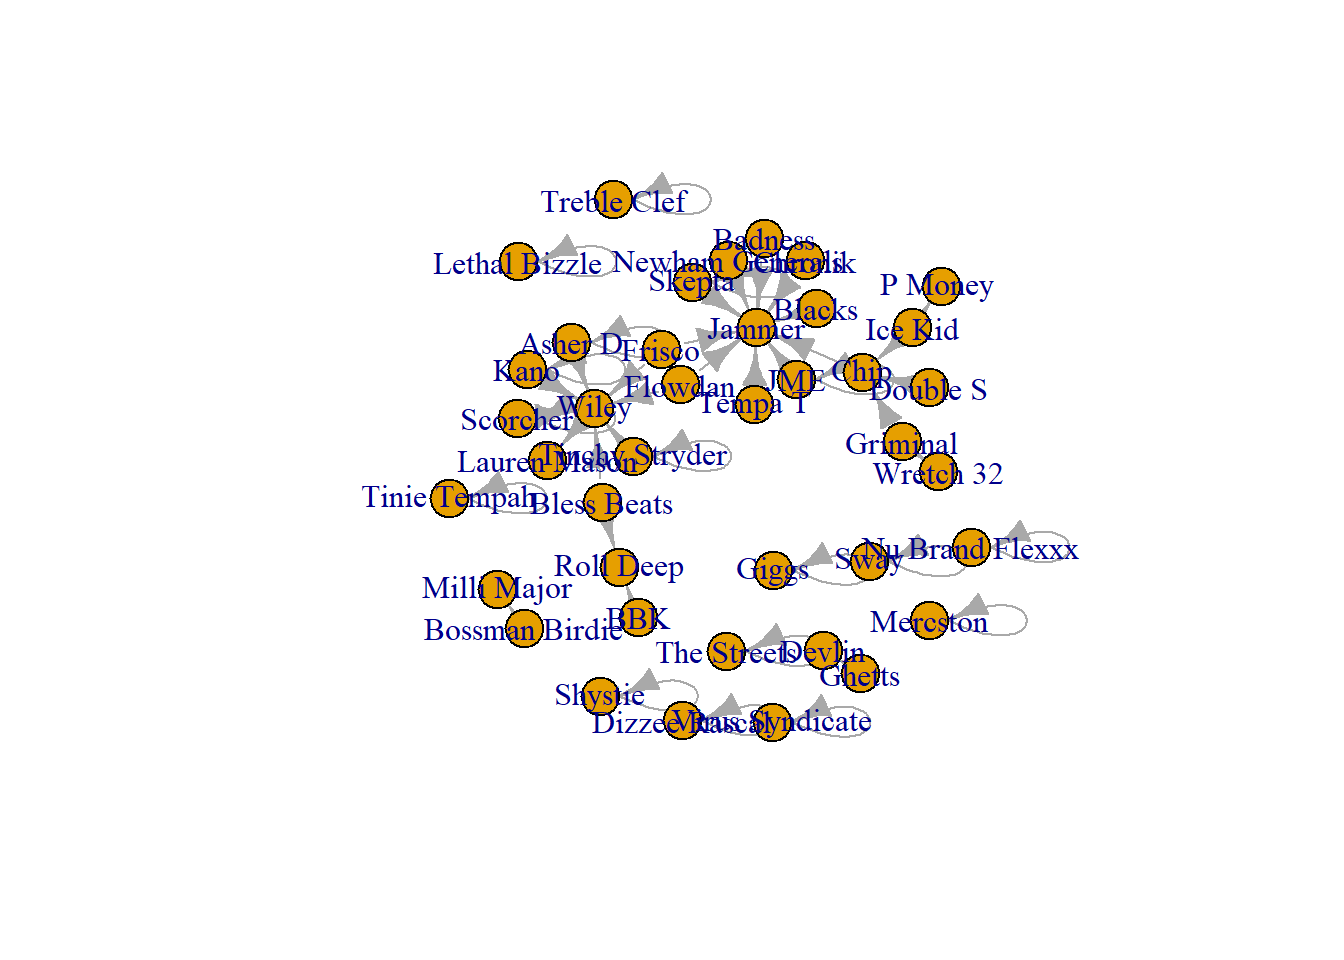 Treble Clef
Badness
Lethal Bizzle
Newham Generals
Chronik
Skepta
P Money
Blacks
Jammer
Ice Kid
Asher D
Frisco
Kano
Chip
JME
Flowdan
Double S
Tempa T
Wiley
Scorcher
Griminal
Tinchy Stryder
Lauren Mason
Wretch 32
Tinie Tempah
Bless Beats
Nu Brand Flexxx
Sway
Roll Deep
Giggs
Milli Major
BBK
Mercston
Bossman Birdie
The Streets
Devlin
Ghetts
Shystie
Dizzee Rascal
Virus Syndicate